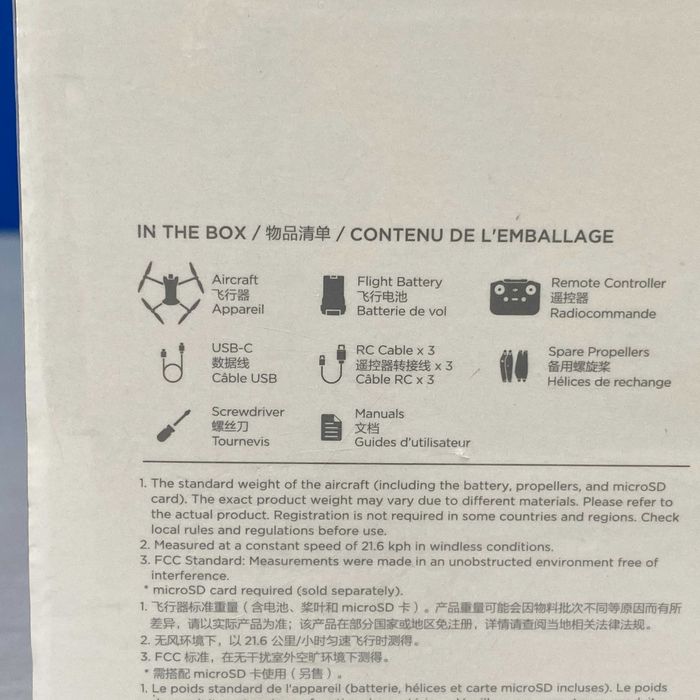 IN THE BOX / 物品清单 / CONTENU DE L'EMBALLAGE
Aircraft
飞行器
Appareil
Flight Battery
飞行电池
Batterie de vol
Remote Controller
遥控器
Radiocommande
USB-C
数据线
Câble USB
RC Cable x 3
遥控器转接线 x 3
Câble RC x 3
Spare Propellers
备用螺旋桨
Hélices de rechange
Screwdriver
螺丝刀
Tournevis
Manuals
文档
Guides d'utilisateur
1. The standard weight of the aircraft (including the battery, propellers, and microSD
card). The exact product weight may vary due to different materials. Please refer to
the actual product. Registration is not required in some countries and regions. Check
local rules and regulations before use.
2. Measured at a constant speed of 21.6 kph in windless conditions.
3. FCC Standard: Measurements were made in an unobstructed environment free of
interference.
* microSD card required (sold separately).
1. 飞行器标准重量（含电池、桨叶和 microSD 卡）。产品重量可能会因物料批次不同等原因而有所
差异，请以实际产品为准；该产品在部分国家或地区免注册，详情请查阅当地相关法律法规。
2. 无风环境下，以 21.6 公里/小时匀速飞行时测得。
3. FCC 标准，在无干扰室外空旷环境下测得。
* 需搭配 microSD 卡使用（另售）。
1. Le poids standard de l'appareil (batterie, hélices et carte microSD incluses). Le poids